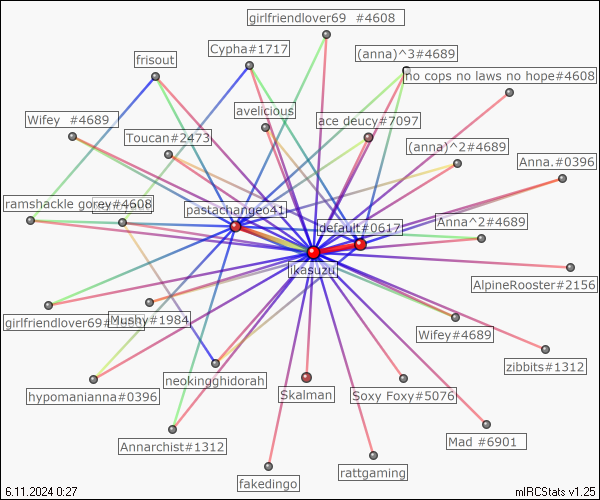 girlfriendlover69 #4608
(anna)^3#4689
Cypha#1717
frisout
no cops no laws no hope#4608
avelicious
ace deucy#7097
Wifey #4689
Toucan#2473
(anna)^2#4689
Anna.#0396
ramshackle gorey#4608
pastachange641
default#0617
Anna^2#4689
ikasuzu
AlpineRooster#2156
girlfriendlover69#
Mushy#1984
Wifey#4689
zibbits#1312
neokingghidorah
hypomanianna#0396
Skalman
Soxy Foxy#5076
Annarchist#1312
Mad #6901
rattgaming
fakedingo
6.11.2024 0:27
mIRCStats v1.25